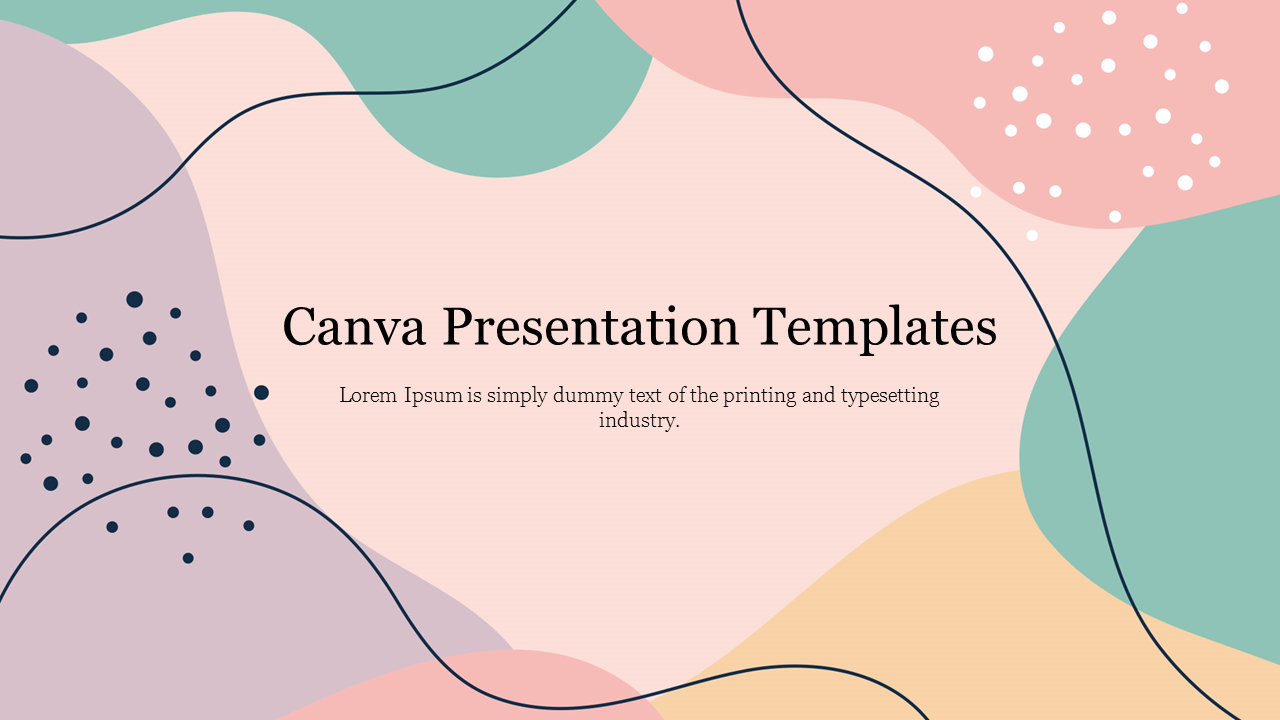 Canva Presentation Templates
Lorem Ipsum is simply dummy text of the printing and typesetting
industry.